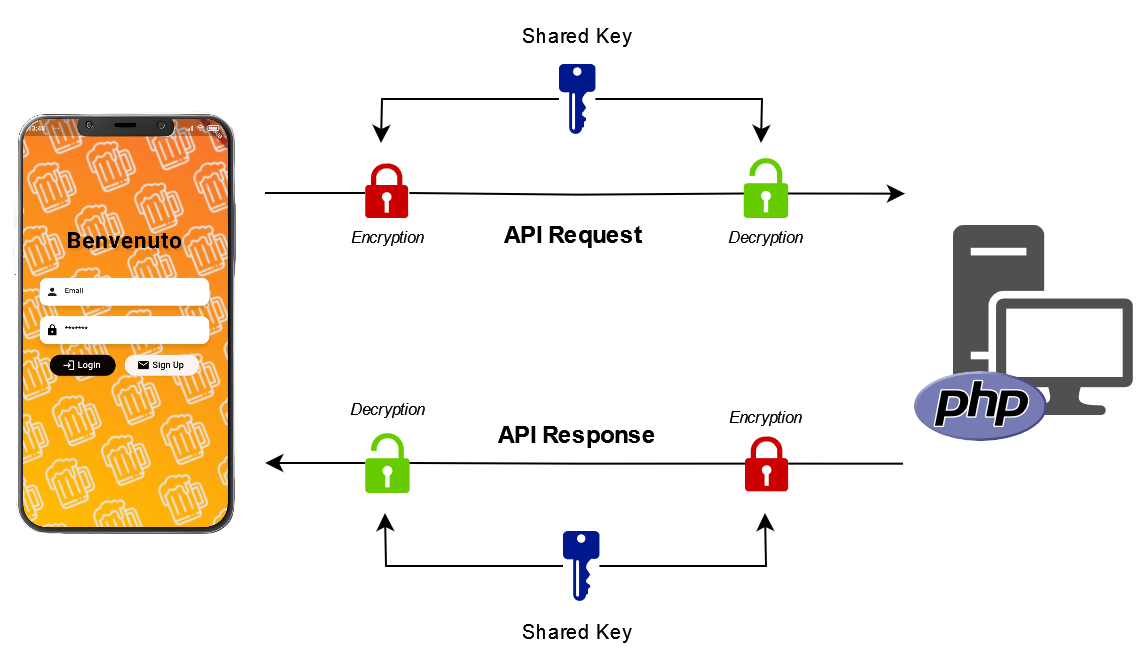 Shared Key
13:48
Benvenuto
Email
*******
Login
Sign Up
Encryption
API Request
Decryption
Decryption
API Response
Encryption
php
Shared Key